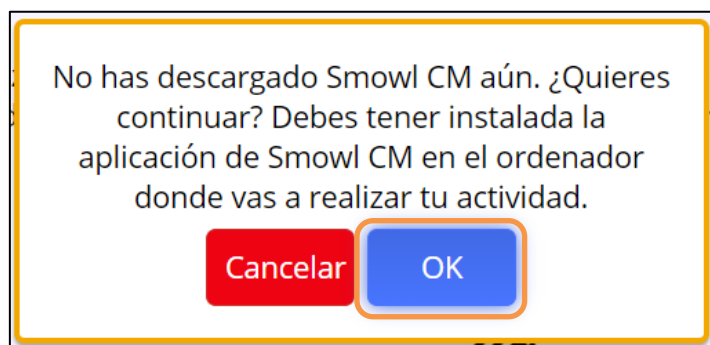 No has descargado Smowl CM aún. ¿Quieres
continuar? Debes tener instalada la
aplicación de Smowl CM en el ordenador
donde vas a realizar tu actividad.
Cancelar OK